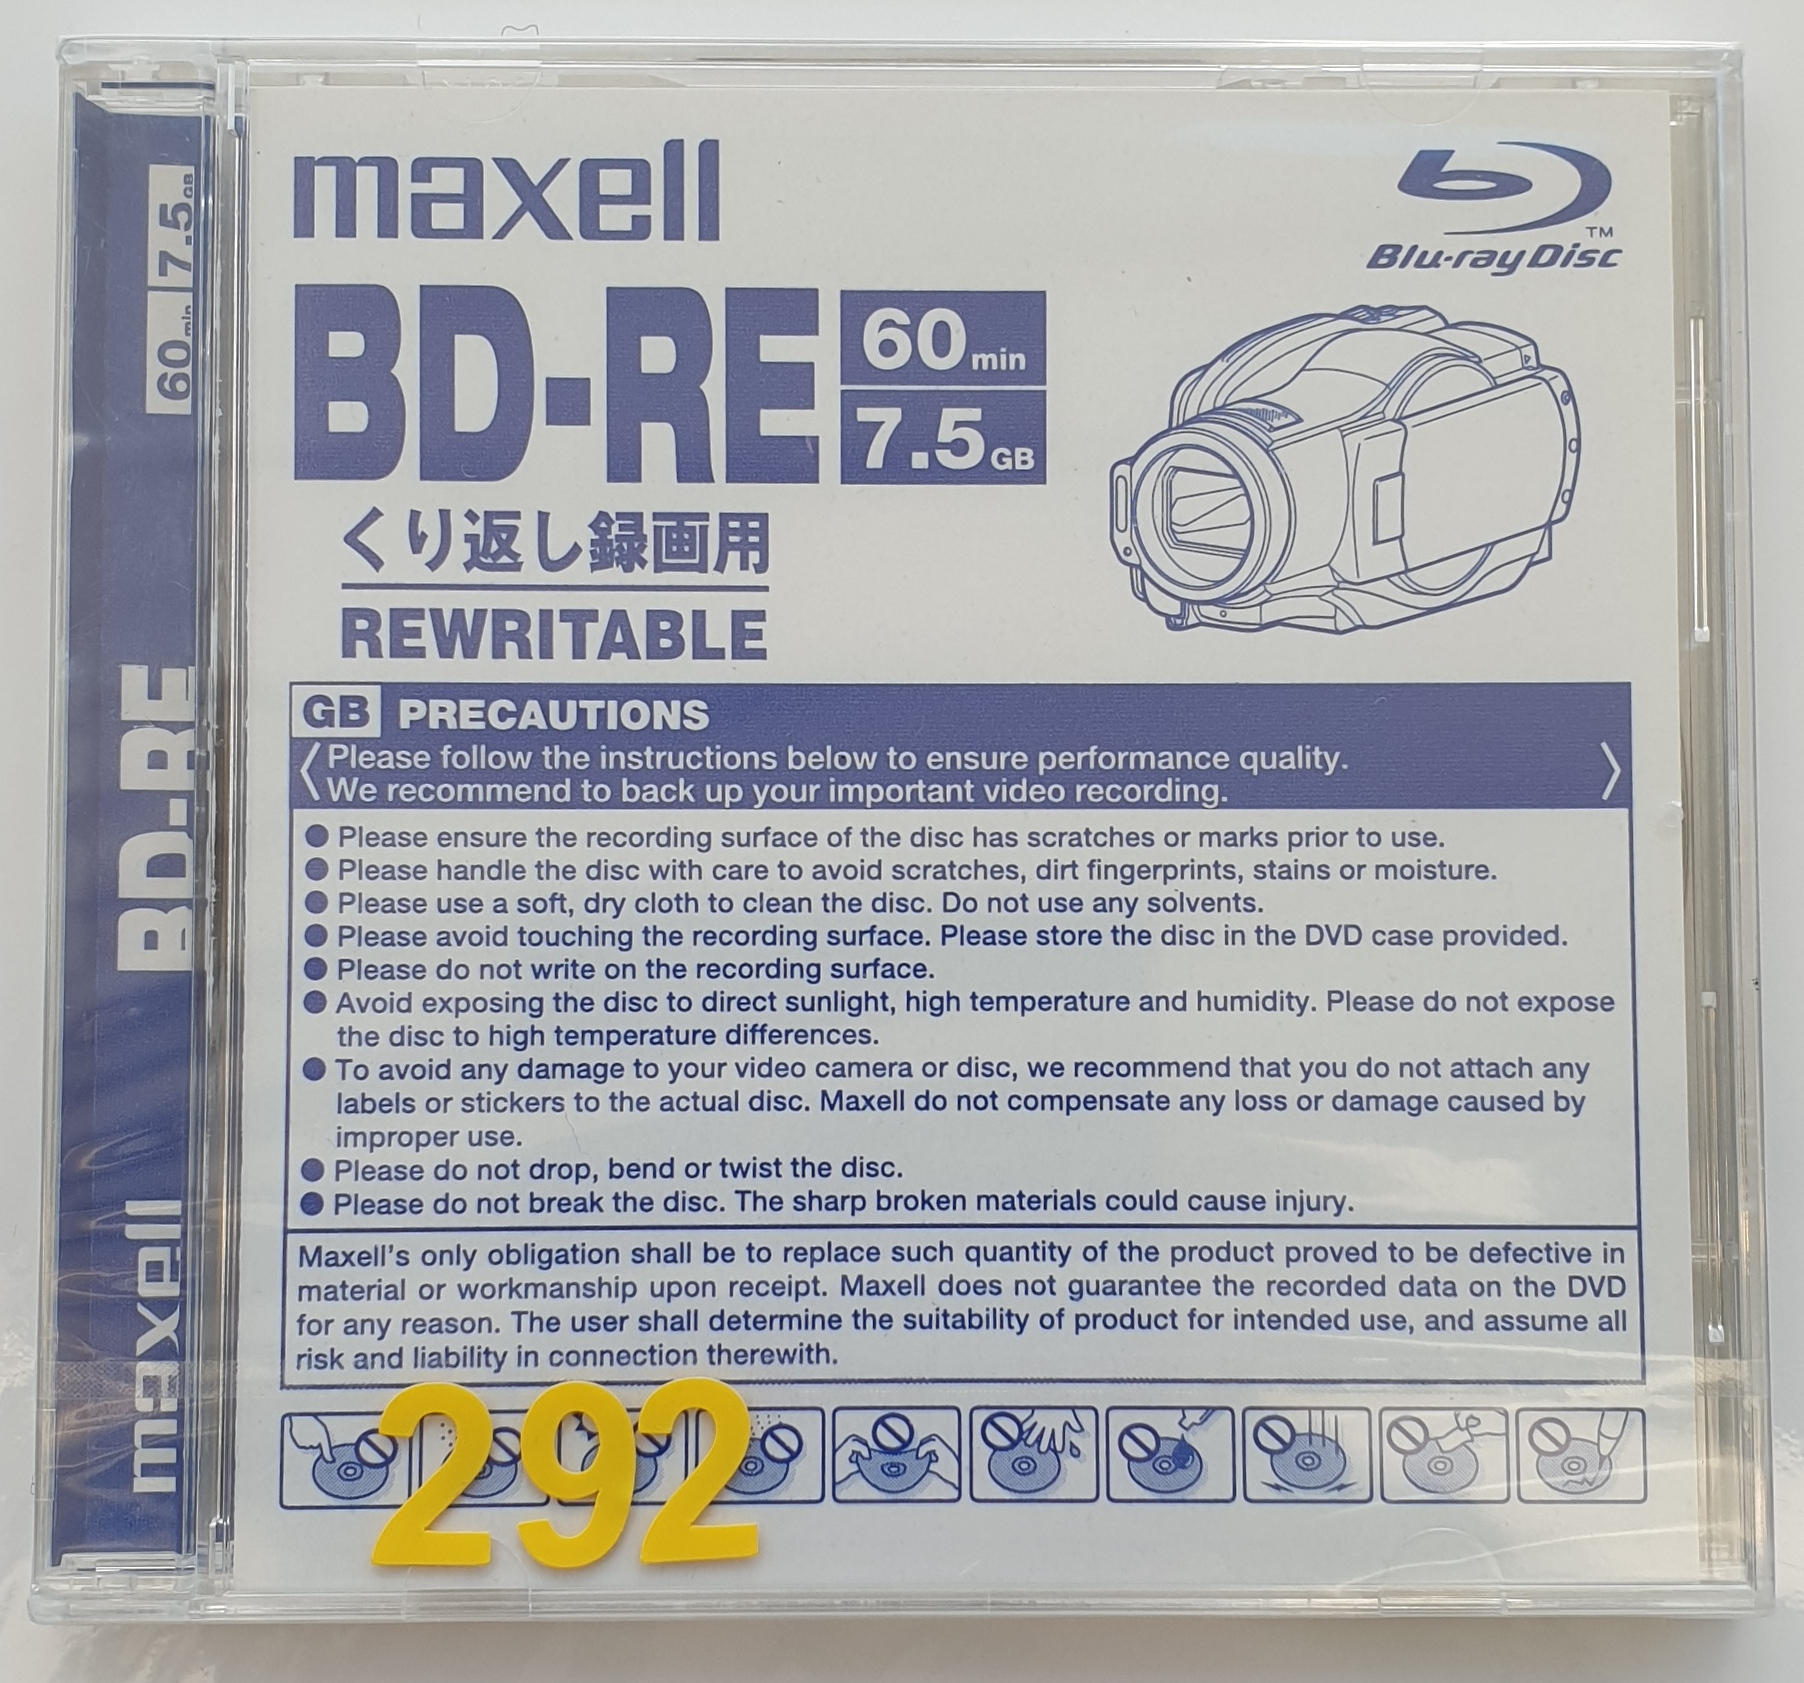 maxell
BD-RE
60min
7.5GB
Blu-ray Disc
TM
くり返し録画用
REWRITABLE
GB PRECAUTIONS
Please follow the instructions below to ensure performance quality.
We recommend to back up your important video recording.
● Please ensure the recording surface of the disc has scratches or marks prior to use.
● Please handle the disc with care to avoid scratches, dirt fingerprints, stains or moisture.
● Please use a soft, dry cloth to clean the disc. Do not use any solvents.
● Please avoid touching the recording surface. Please store the disc in the DVD case provided.
● Please do not write on the recording surface.
● Avoid exposing the disc to direct sunlight, high temperature and humidity. Please do not expose
the disc to high temperature differences.
● To avoid any damage to your video camera or disc, we recommend that you do not attach any
labels or stickers to the actual disc. Maxell do not compensate any loss or damage caused by
improper use.
● Please do not drop, bend or twist the disc.
● Please do not break the disc. The sharp broken materials could cause injury.
Maxell's only obligation shall be to replace such quantity of the product proved to be defective in
material or workmanship upon receipt. Maxell does not guarantee the recorded data on the DVD
for any reason. The user shall determine the suitability of product for intended use, and assume all
risk and liability in connection therewith.
292
maxell BD-RE 60min 7.5GB